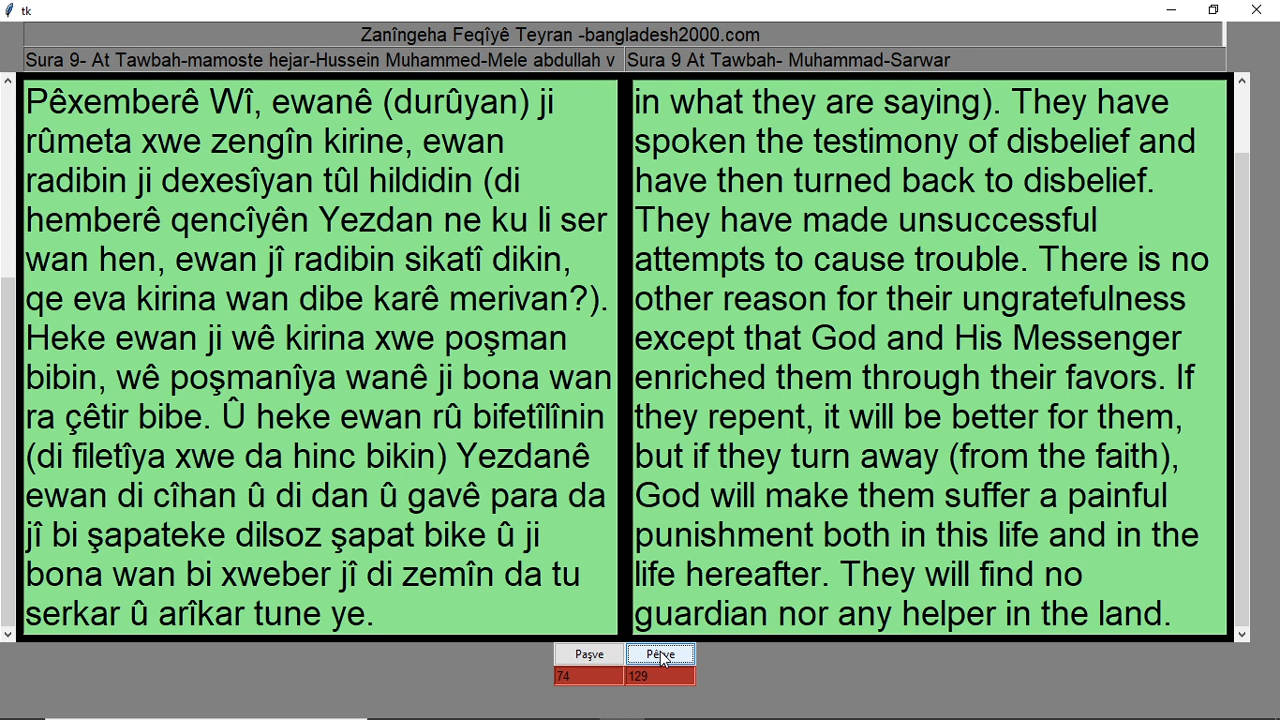 tk
Zanîngeha Feqîyê Teyran -bangladesh2000.com
Sura 9- At Tawbah-mamoste hejar-Hussein Muhammed-Mele abdullah v
Sura 9 At Tawbah- Muhammad-Sarwar
Pêxemberê Wî, ewanê (durûyan) ji
rûmeta xwe zengîn kirine, ewan
radibin ji dexesîyan tûl hildidin (di
hemberê qencîyên Yezdan ne ku li ser
wan hen, ewan jî radibin sikatî dikin,
qe eva kirina wan dibe karê merivan?).
Heke ewan ji wê kirina xwe poşman
bibin, wê poşmanîya wanê ji bona wan
ra çêtir bibe. Û heke ewan rû bifetîlînin
(di filetîya xwe da hinc bikin) Yezdanê
ewan di cîhan û di dan û gavê para da
jî bi şapateke dilsoz şapat bike û ji
bona wan bi xweber jî di zemîn da tu
serkar û arîkar tune ye.
in what they are saying). They have
spoken the testimony of disbelief and
have then turned back to disbelief.
They have made unsuccessful
attempts to cause trouble. There is no
other reason for their ungratefulness
except that God and His Messenger
enriched them through their favors. If
they repent, it will be better for them,
but if they turn away (from the faith),
God will make them suffer a painful
punishment both in this life and in the
life hereafter. They will find no
guardian nor any helper in the land.
Paşve
74
129